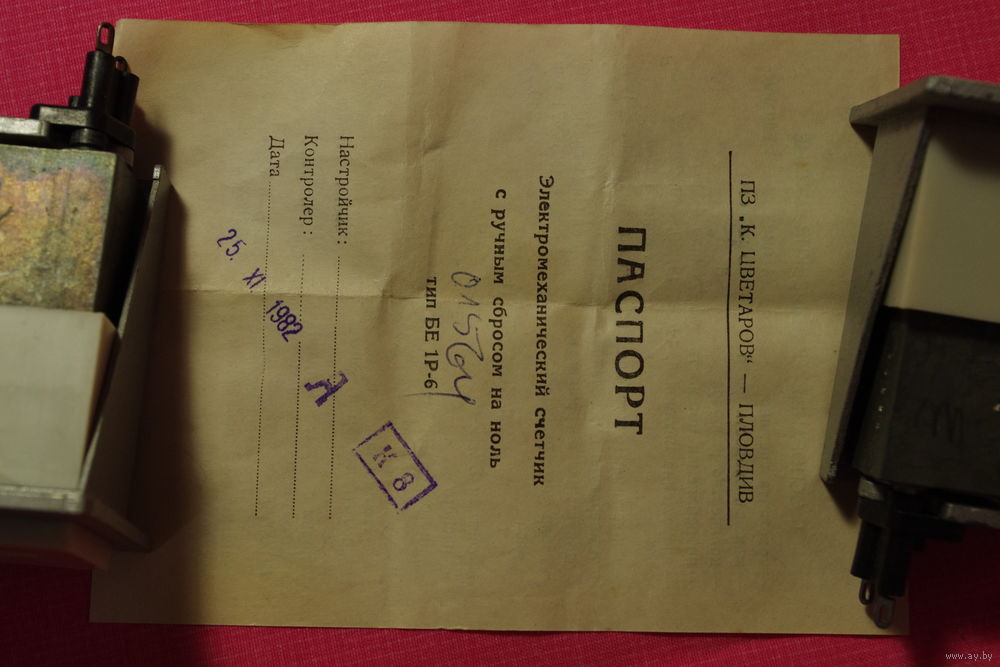 ПЗ „К. ЦВЕТАРОВ“ — ПЛОВДИВ
ПАСПОРТ
Электромеханический счетчик
с ручным сбросом на ноль
тип БЕ 1Р-6
Настройчик:
Контролер:
Дата
25. XI 1982
К 8
www.ay.by